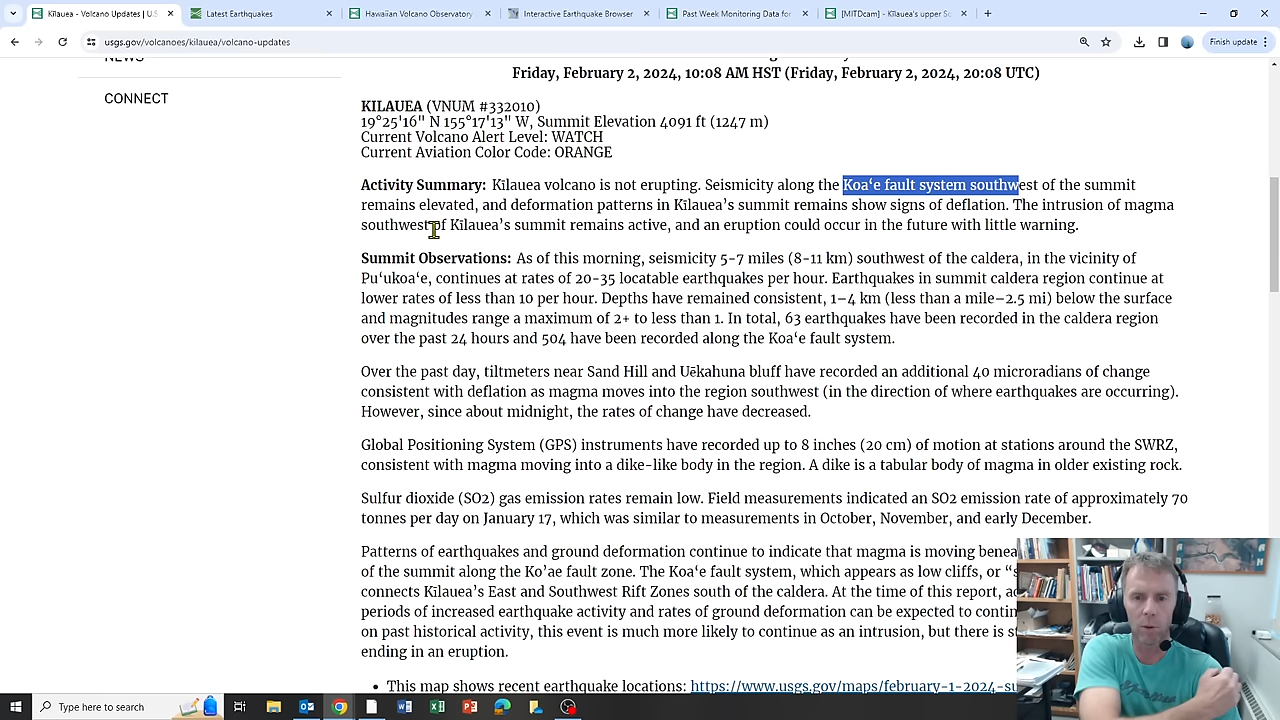 Kīlauea - Volcano Updates | U.S
Latest Earthquakes
Hawaiian Volcano Observatory
Interactive Earthquake Browser
Past Week Monitoring Data for
[MITDcam] - Kīlauea's upper So
usgs.gov/volcanoes/kilauea/volcano-updates
Finish update
NEWS
CONNECT
Friday, February 2, 2024, 10:08 AM HST (Friday, February 2, 2024, 20:08 UTC)
KILAUEA (VNUM #332010)
19°25'16" N 155°17'13" W, Summit Elevation 4091 ft (1247 m)
Current Volcano Alert Level: WATCH
Current Aviation Color Code: ORANGE
Activity Summary: Kīlauea volcano is not erupting. Seismicity along the Koaʻe fault system southwest of the summit
remains elevated, and deformation patterns in Kīlauea’s summit remains show signs of deflation. The intrusion of magma
southwest of Kīlauea’s summit remains active, and an eruption could occur in the future with little warning.
Summit Observations: As of this morning, seismicity 5-7 miles (8-11 km) southwest of the caldera, in the vicinity of
Puʻukoaʻe, continues at rates of 20-35 locatable earthquakes per hour. Earthquakes in summit caldera region continue at
lower rates of less than 10 per hour. Depths have remained consistent, 1–4 km (less than a mile–2.5 mi) below the surface
and magnitudes range a maximum of 2+ to less than 1. In total, 63 earthquakes have been recorded in the caldera region
over the past 24 hours and 504 have been recorded along the Koaʻe fault system.
Over the past day, tiltmeters near Sand Hill and Uēkahuna bluff have recorded an additional 40 microradians of change
consistent with deflation as magma moves into the region southwest (in the direction of where earthquakes are occurring).
However, since about midnight, the rates of change have decreased.
Global Positioning System (GPS) instruments have recorded up to 8 inches (20 cm) of motion at stations around the SWRZ,
consistent with magma moving into a dike-like body in the region. A dike is a tabular body of magma in older existing rock.
Sulfur dioxide (SO2) gas emission rates remain low. Field measurements indicated an SO2 emission rate of approximately 70
tonnes per day on January 17, which was similar to measurements in October, November, and early December.
Patterns of earthquakes and ground deformation continue to indicate that magma is moving benea
of the summit along the Ko’ae fault zone. The Koaʻe fault system, which appears as low cliffs, or “s
connects Kīlauea’s East and Southwest Rift Zones south of the caldera. At the time of this report, ac
periods of increased earthquake activity and rates of ground deformation can be expected to contin
on past historical activity, this event is much more likely to continue as an intrusion, but there is st
ending in an eruption.
• This map shows recent earthquake locations: https://www.usgs.gov/maps/february-1-2024-su
Type here to search